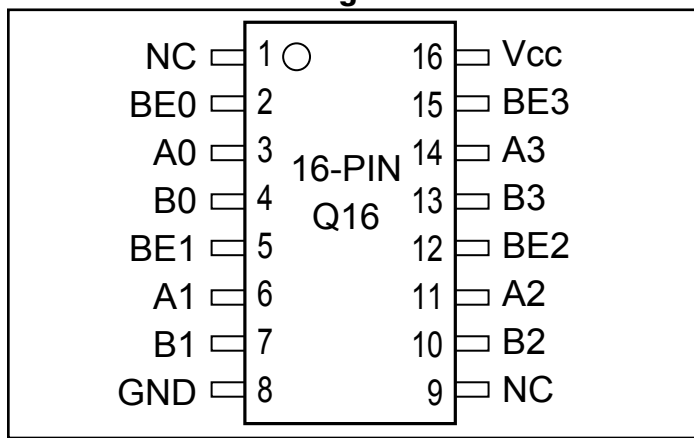 NC 1 16 Vcc
BE0 2 15 BE3
A0 3 14 A3
16-PIN
B0 4 13 B3
Q16
BE1 5 12 BE2
A1 6 11 A2
B1 7 10 B2
GND 8 9 NC